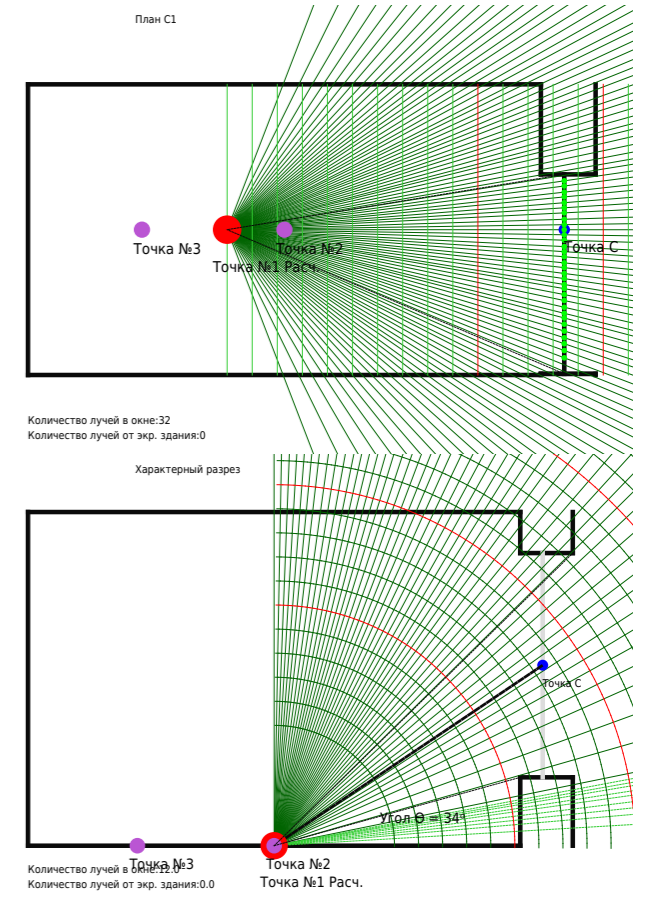 План С1
Точка №3
Точка №2
Точка С
Точка №1 Расч.
Количество лучей в окне:32
Количество лучей от экр. здания:0
Характерный разрез
Точка С
Угол Θ = 34°
Точка №3
Точка №2
Количество лучей в окне:12.0
Точка №1 Расч.
Количество лучей от экр. здания:0.0